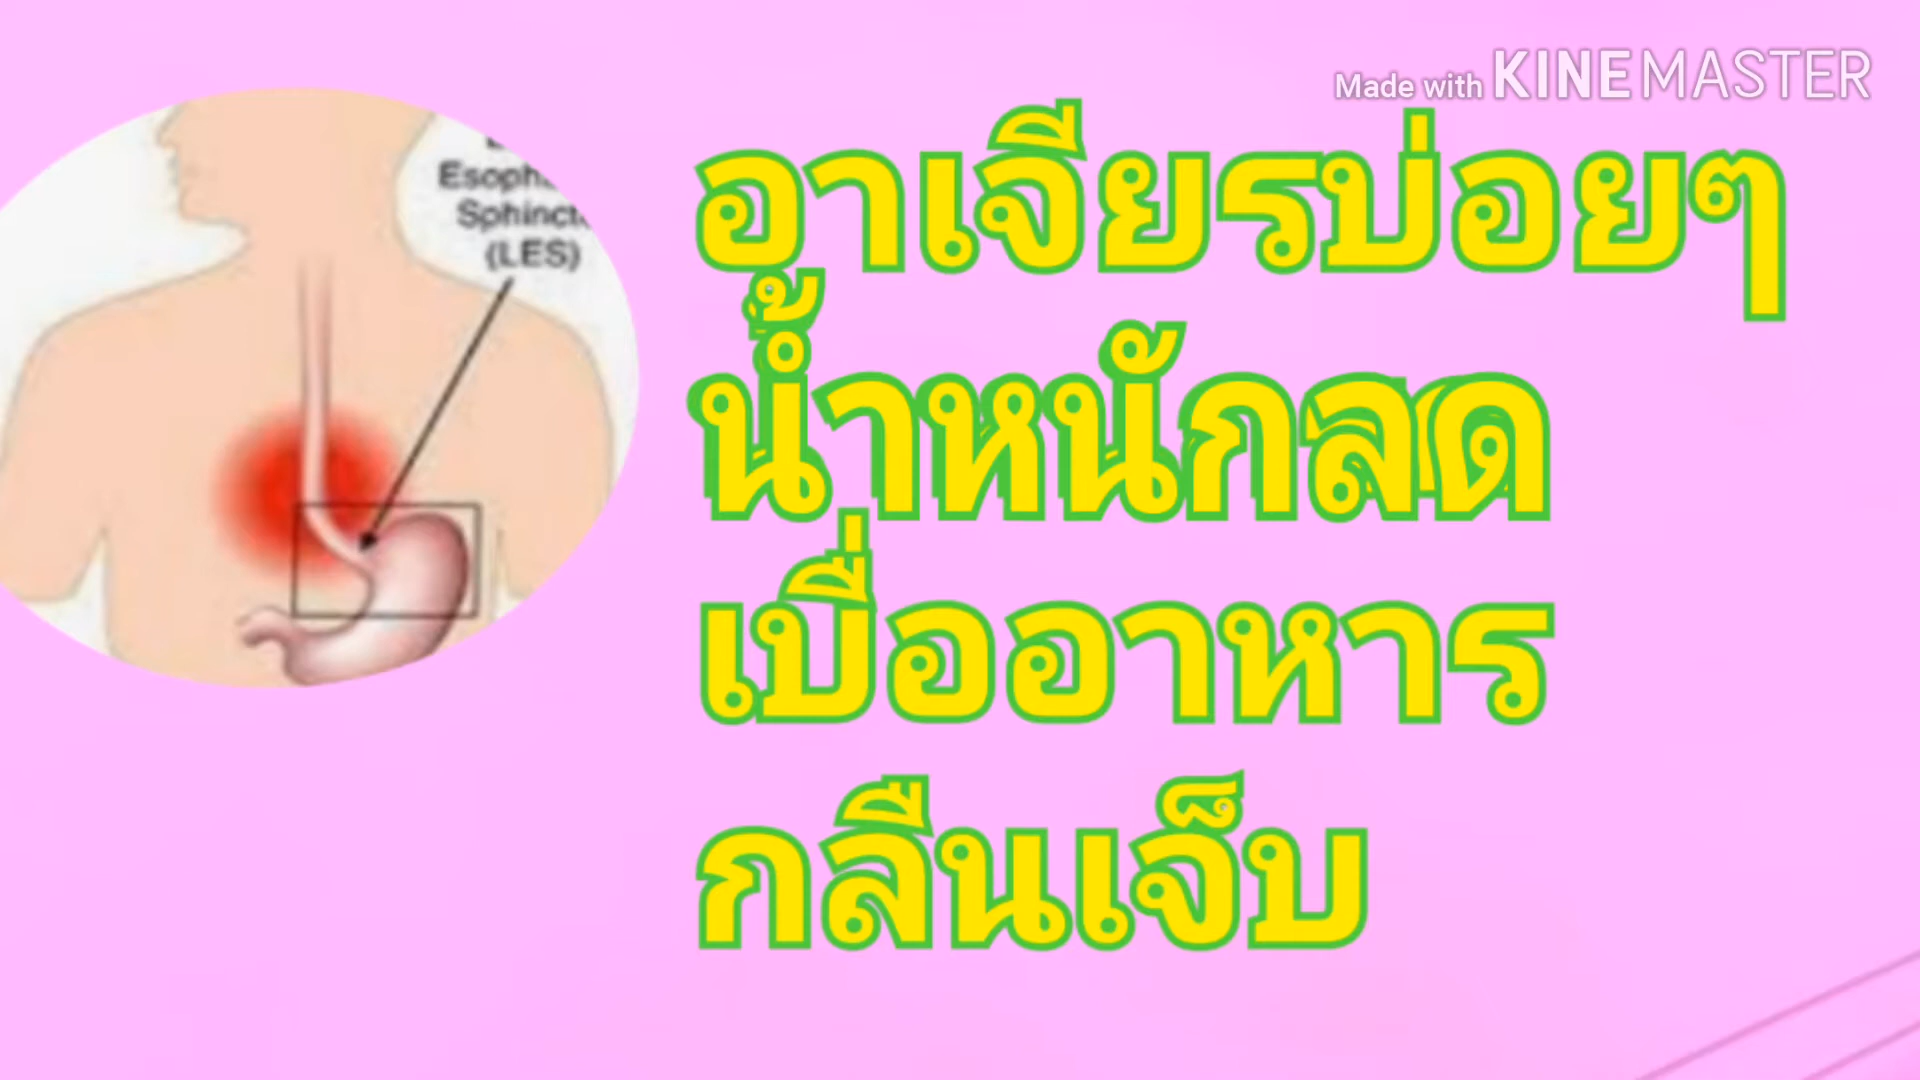 Made with KINEMASTER
(LES)
อาเจียรบ่อยๆ
น้ำหนักลด
เบื่ออาหาร
กลืนเจ็บ